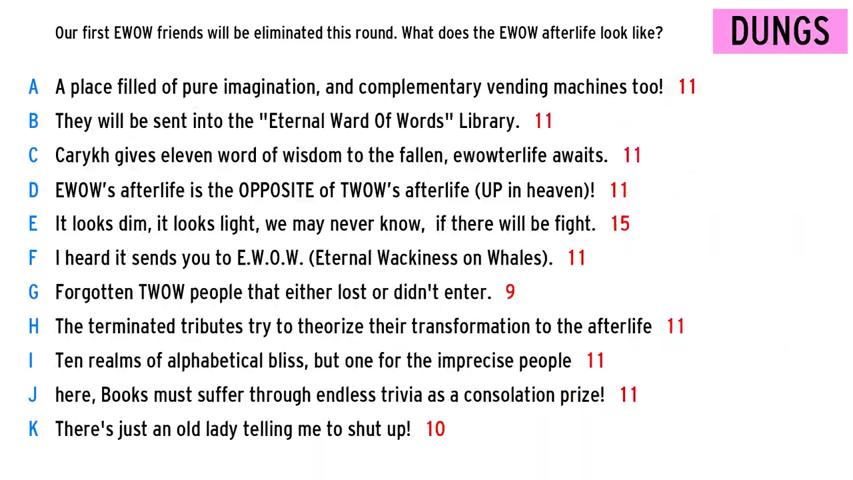 Our first EWOW friends will be eliminated this round. What does the EWOW afterlife look like?
DUNGS
A A place filled of pure imagination, and complementary vending machines too! 11
B They will be sent into the "Eternal Ward Of Words" Library. 11
C Carykh gives eleven word of wisdom to the fallen, ewowterlife awaits. 11
D EWOW's afterlife is the OPPOSITE of TWOW's afterlife (UP in heaven)! 11
E It looks dim, it looks light, we may never know, if there will be fight. 15
F I heard it sends you to E.W.O.W. (Eternal Wackiness on Whales). 11
G Forgotten TWOW people that either lost or didn't enter. 9
H The terminated tributes try to theorize their transformation to the afterlife 11
I Ten realms of alphabetical bliss, but one for the imprecise people 11
J here, Books must suffer through endless trivia as a consolation prize! 11
K There's just an old lady telling me to shut up! 10